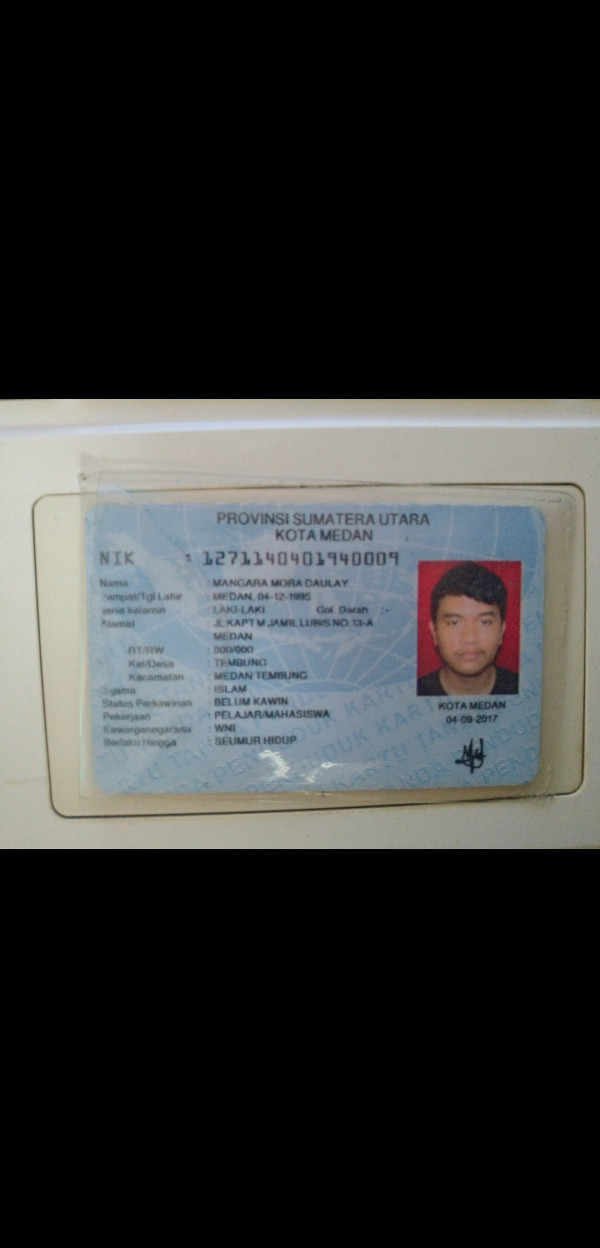 PROVINSI SUMATERA UTARA
KOTA MEDAN
NIK : 1271140401940009
Nama : MANGARA MORA DAULAY
Tempat/Tgl Lahir : MEDAN, 04-12-1995
Jenis kelamin : LAKI-LAKI Gol. Darah : -
Alamat : JL KAPT M JAMIL LUBIS NO 13-A
MEDAN
RT/RW : 000/000
Kel/Desa : TEMBUNG
Kecamatan : MEDAN TEMBUNG
Agama : ISLAM
Status Perkawinan : BELUM KAWIN
Pekerjaan : PELAJAR/MAHASISWA
Kewarganegaraan : WNI
Berlaku Hingga : SEUMUR HIDUP
KOTA MEDAN
04-09-2017